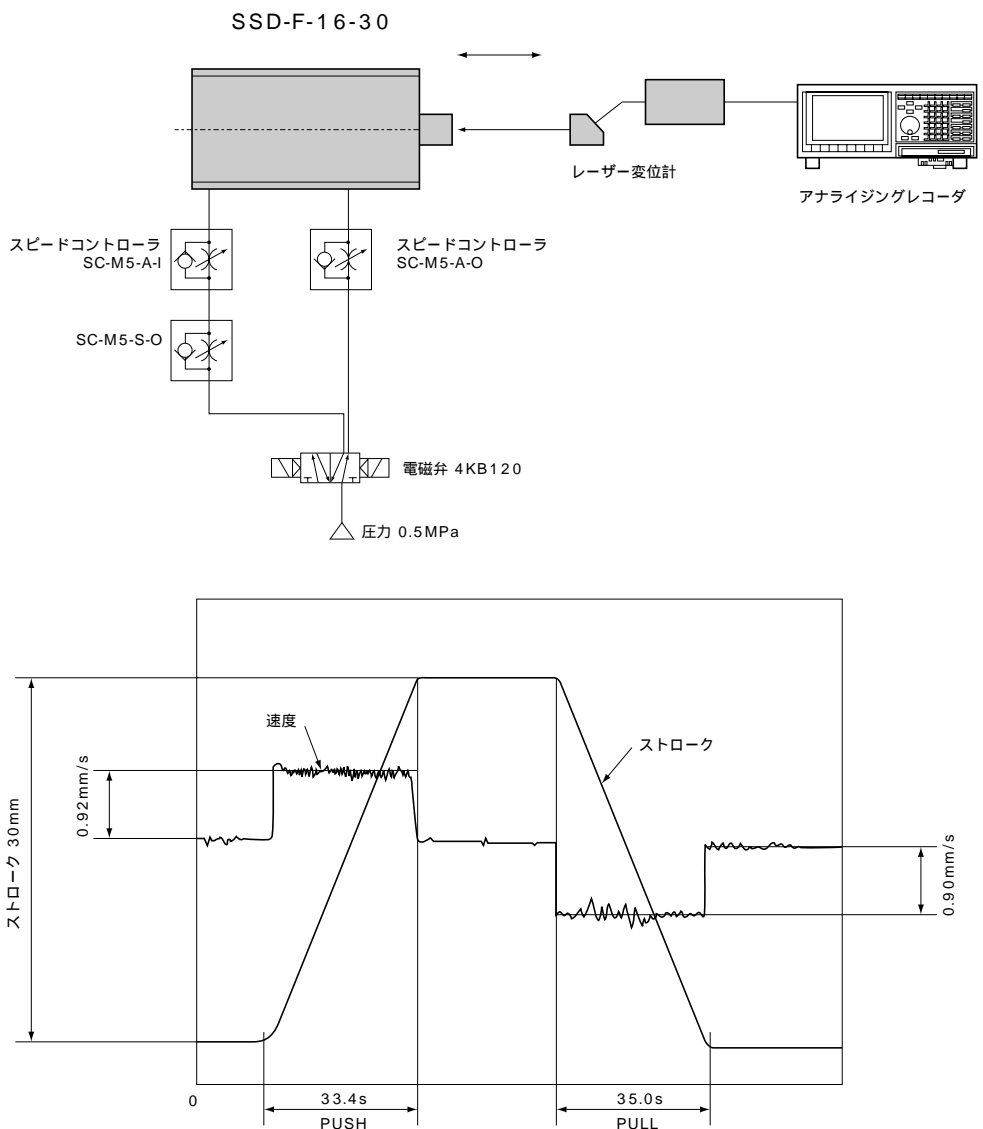 SSD-F-16-30
レーザー変位計
アナライジングレコーダ
スピードコントローラ
SC-M5-A-I
スピードコントローラ
SC-M5-A-O
SC-M5-S-O
電磁弁 4KB120
圧力 0.5MPa
速度
ストローク
0.92mm/s
ストローク 30mm
0.90mm/s
0
33.4s
PUSH
35.0s
PULL